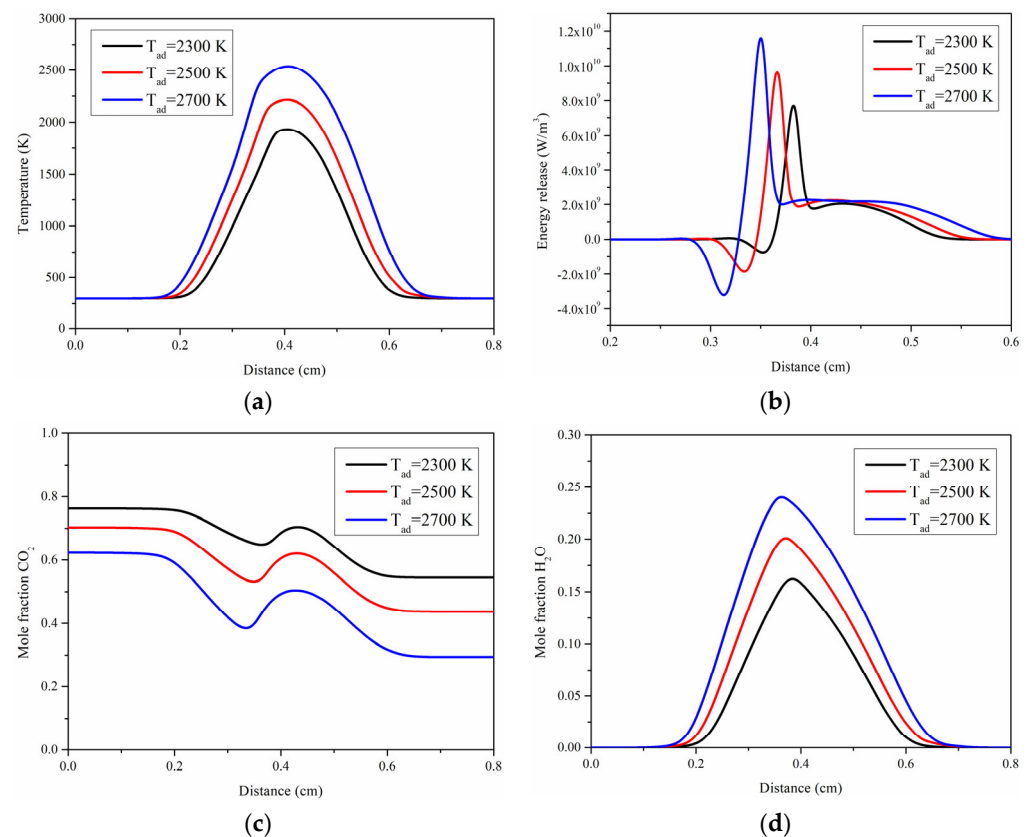 3000
2500
2000
1500
1000
500
0
Temperature (K)
T_ad=2300 K
T_ad=2500 K
T_ad=2700 K
0.0 0.2 0.4 0.6 0.8
Distance (cm)
(a)
1.2x10^10
1.0x10^10
8.0x10^9
6.0x10^9
4.0x10^9
2.0x10^9
0.0
-2.0x10^9
-4.0x10^9
Energy release (W/m^3)
T_ad=2300 K
T_ad=2500 K
T_ad=2700 K
0.2 0.3 0.4 0.5 0.6
Distance (cm)
(b)
1.0
0.8
0.6
0.4
0.2
0.0
Mole fraction CO_2
T_ad=2300 K
T_ad=2500 K
T_ad=2700 K
0.0 0.2 0.4 0.6 0.8
Distance (cm)
(c)
0.30
0.25
0.20
0.15
0.10
0.05
0.00
Mole fraction H_2O
T_ad=2300 K
T_ad=2500 K
T_ad=2700 K
0.0 0.2 0.4 0.6 0.8
Distance (cm)
(d)